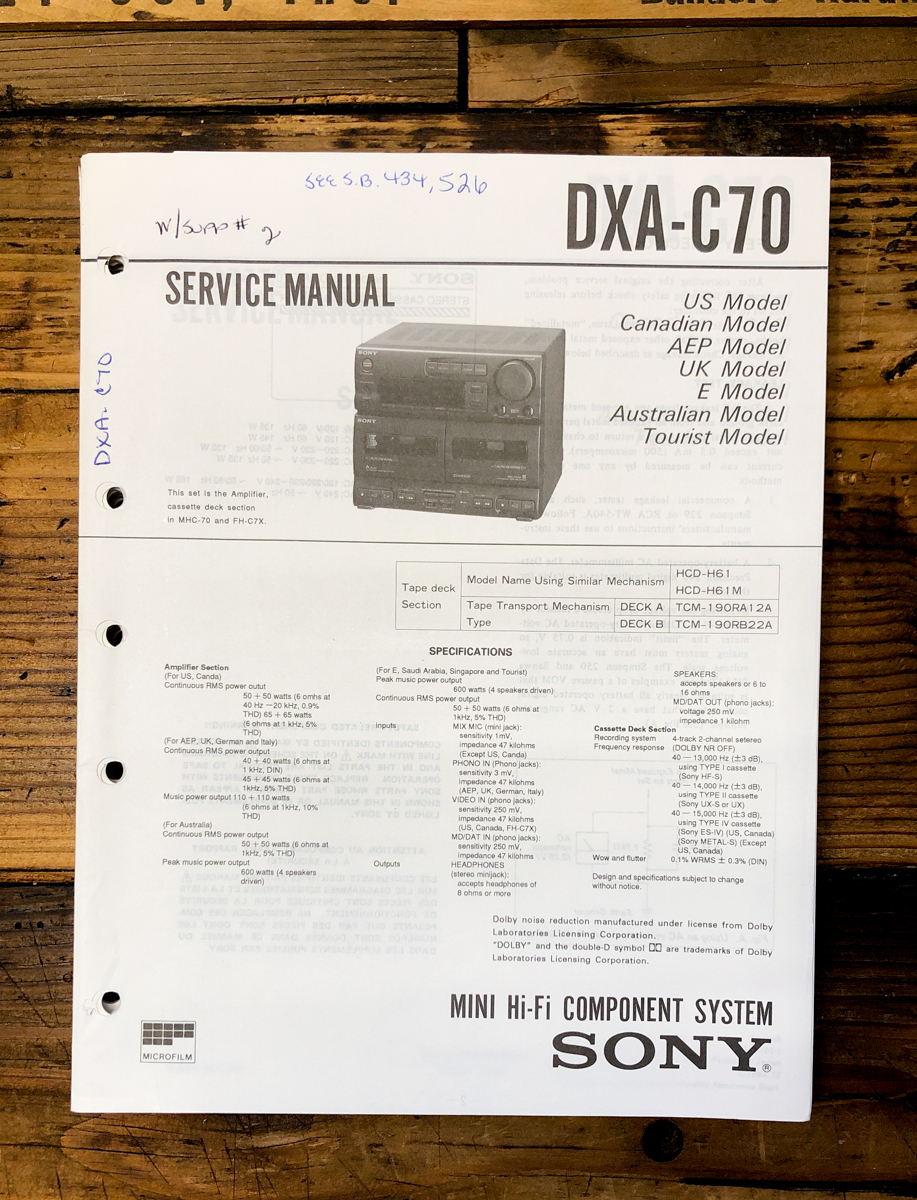 SEE S.B. 434, 526
W/SUPP# 2
DXA-C70
SERVICE MANUAL
US Model
Canadian Model
AEP Model
UK Model
E Model
Australian Model
Tourist Model
DXA-C70
SONY
SONY
This set is the Amplifier,
cassette deck section
in MHC-70 and FH-C7X.
Tape deck Section
Model Name Using Similar Mechanism
HCD-H61
HCD-H61M
Tape Transport Mechanism Type
DECK A TCM-190RA12A
DECK B TCM-190RB22A
SPECIFICATIONS
Amplifier Section
(For US, Canda)
Continuous RMS power outut
50 + 50 watts (6 omhs at
40 Hz —20 kHz, 0.9%
THD) 65 + 65 watts
(6 ohms at 1 kHz, 5%
THD)
(For AEP, UK, Germany and Italy)
Continuous RMS power output
40 + 40 watts (6 ohms at
1 kHz, DIN)
45 + 45 watts (6 ohms at
1kHz, 5% THD)
Music power output 110 + 110 watts
(6 ohms at 1kHz, 10%
THD)
(For Australia)
Continuous RMS power output
50 + 50 watts (6 ohms at
1kHz, 5% THD)
Peak music power output
600 watts (4 speakers
driven)
(For E, Saudi Arabia, Singapore and Tourist)
Peak music power output
600 watts (4 speakers driven)
Continuous RMS power output
50 + 50 watts (6 ohms at
1kHz, 5% THD)
Inputs MIX MIC (mini jack):
sensitivity 1mV,
impedance 47 kilohms
(Except US, Canda)
PHONO IN (Phono jacks):
sensitivity 3 mV,
impedance 47 kilohms
(AEP, UK, German, Italy)
VIDEO IN (phono jacks):
sensitivity 250 mV,
impedance 47 kilohms
(US, Canada, FH-C7X)
MD/DAT IN (phono jacks):
sensitivity 250 mV,
impedance 47 kilohms
Outputs HEADPHONES
(stereo minijack):
accepts headphones of
8 ohms or more
SPEAKERS:
accepts speakers or 6 to
16 ohms
MD/DAT OUT (phono jacks):
voltage 250 mV
impedance 1 kilohm
Cassette Deck Section
Recording system 4-track 2-channel setereo
Frequency response (DOLBY NR OFF)
40 — 13,000 Hz (±3 dB),
using TYPE I cassette
(Sony HF-S)
40 — 14,000 Hz (±3 dB),
using TYPE II cassette
(Sony UX-S or UX)
40 — 15,000 Hz (±3 dB)
using TYPE IV cassette
(Sony ES-IV) (US, Canada)
(Sony METAL-S) (Except
US, Canada)
Wow and flutter 0.1% WRMS ± 0.3% (DIN)
Design and specifications subject to change
without notice.
Dolby noise reduction manufactured under license from Dolby
Laboratories Licensing Corporation.
"DOLBY" and the double-D symbol are trademarks of Dolby
Laboratories Licensing Corporation.
MINI Hi-Fi COMPONENT SYSTEM
SONY®
MICROFILM